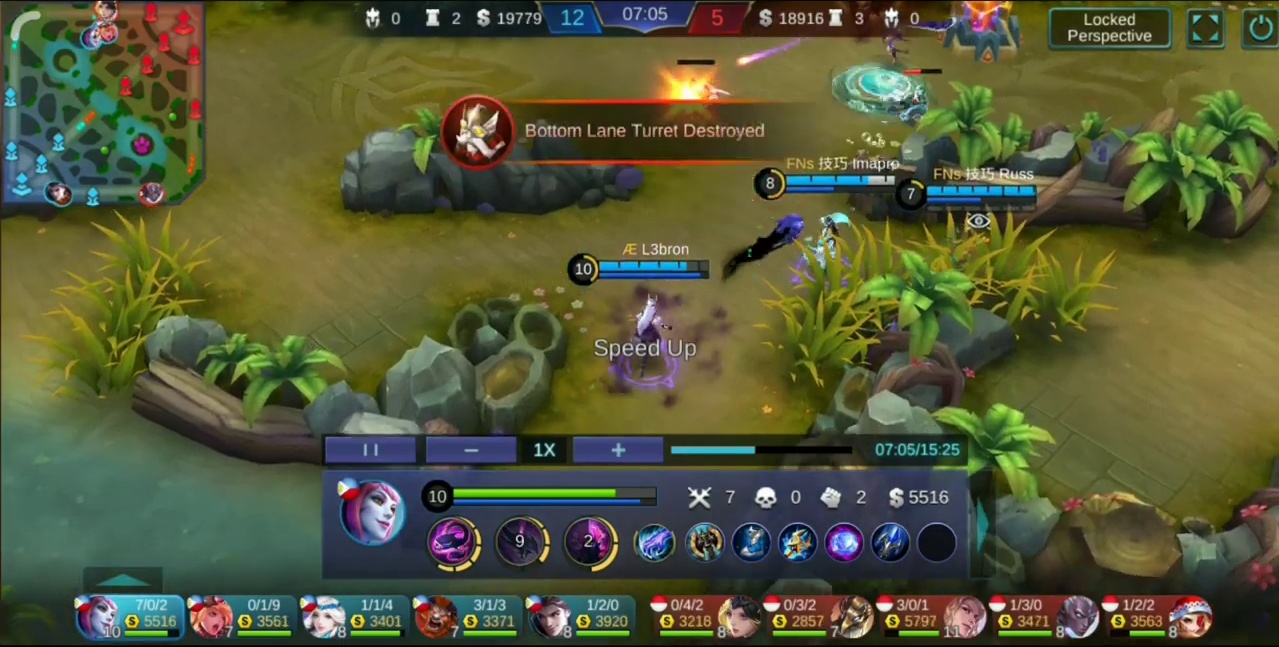 0 2 $ 19779 12 07:05 5 $ 18916 3 0
Locked
Perspective
Bottom Lane Turret Destroyed
FNs 技巧 Imapro
8
FNs 技巧 Russ
7
Æ L3bron
10
Speed Up
1X 07:05/15:25
10 7 0 2 $ 5516
9 2
7/0/2 0/1/9 1/1/4 3/1/3 1/2/0 0/4/2 0/3/2 3/0/1 1/3/0 1/2/2
5516 3561 3401 3371 3920 3216 2857 5797 3471 3563
10 7 8 7 8 8 7 11 8 8